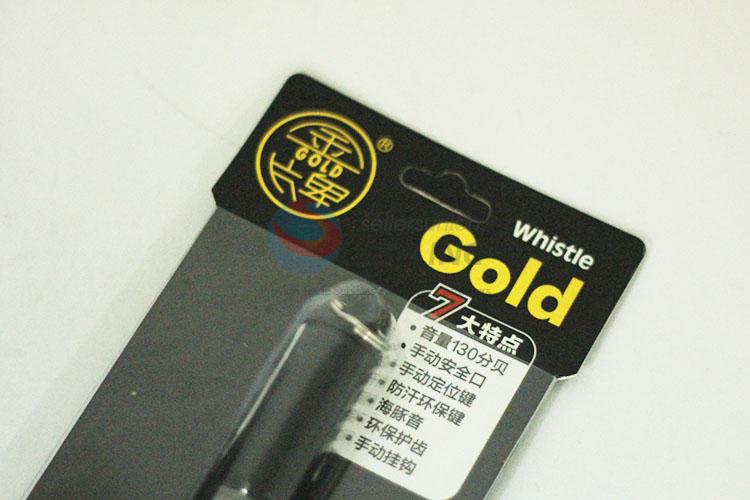 金牌
GOLD
®
Whistle
Gold
7大特点
• 音量130分贝
• 手动安全口
• 手动定位键
• 防汗环保键
• 海豚音
• 环保护齿
• 手动挂钩